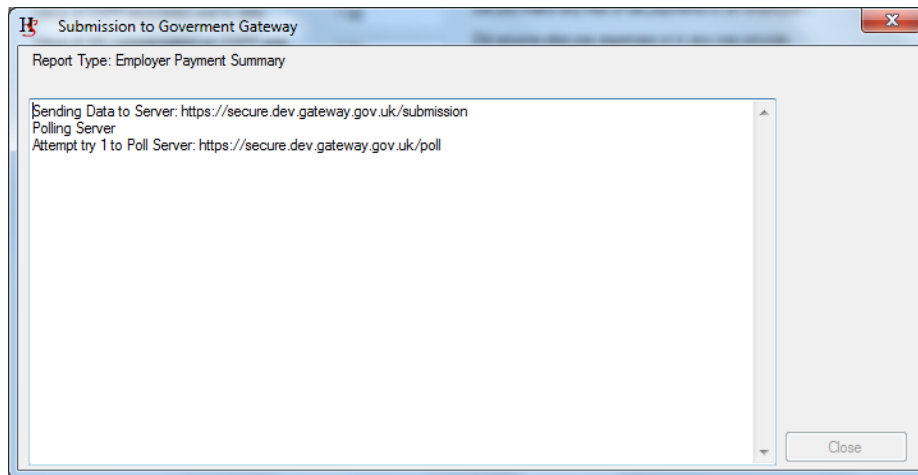 Submission to Goverment Gateway
Report Type: Employer Payment Summary
Sending Data to Server: https://secure.dev.gateway.gov.uk/submission
Polling Server
Attempt try 1 to Poll Server: https://secure.dev.gateway.gov.uk/poll
Close